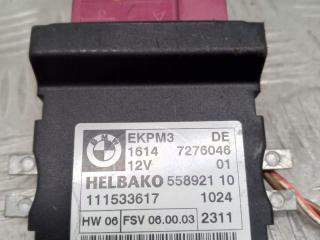 EKPM3 DE
1614 7276046
12V 01
HELBAKO 558921 10
111533617 1024
HW 06 FSV 06.00.03 2311